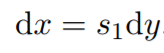 dx = s₁dy